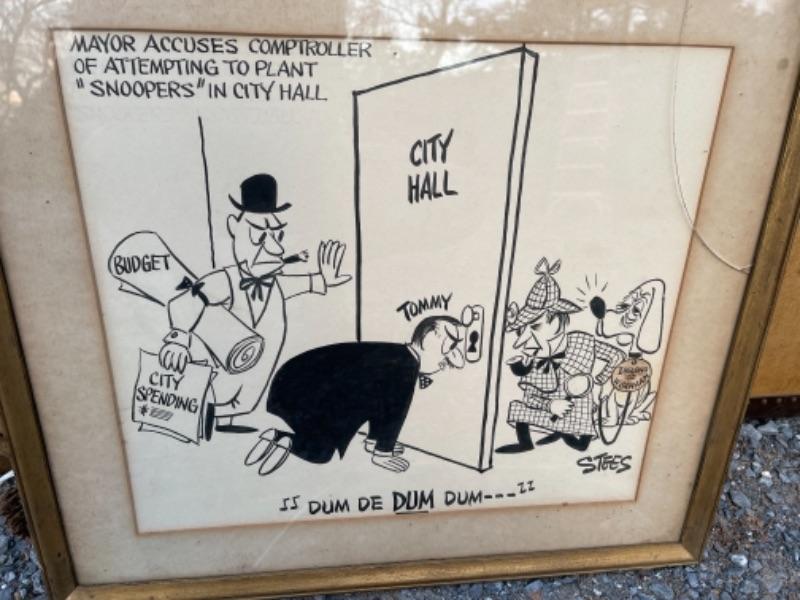 MAYOR ACCUSES COMPTROLLER
OF ATTEMPTING TO PLANT
"SNOOPERS" IN CITY HALL
CITY
HALL
BUDGET
TOMMY
CITY
SPENDING
$
STEES
DUM DE DUM DUM---